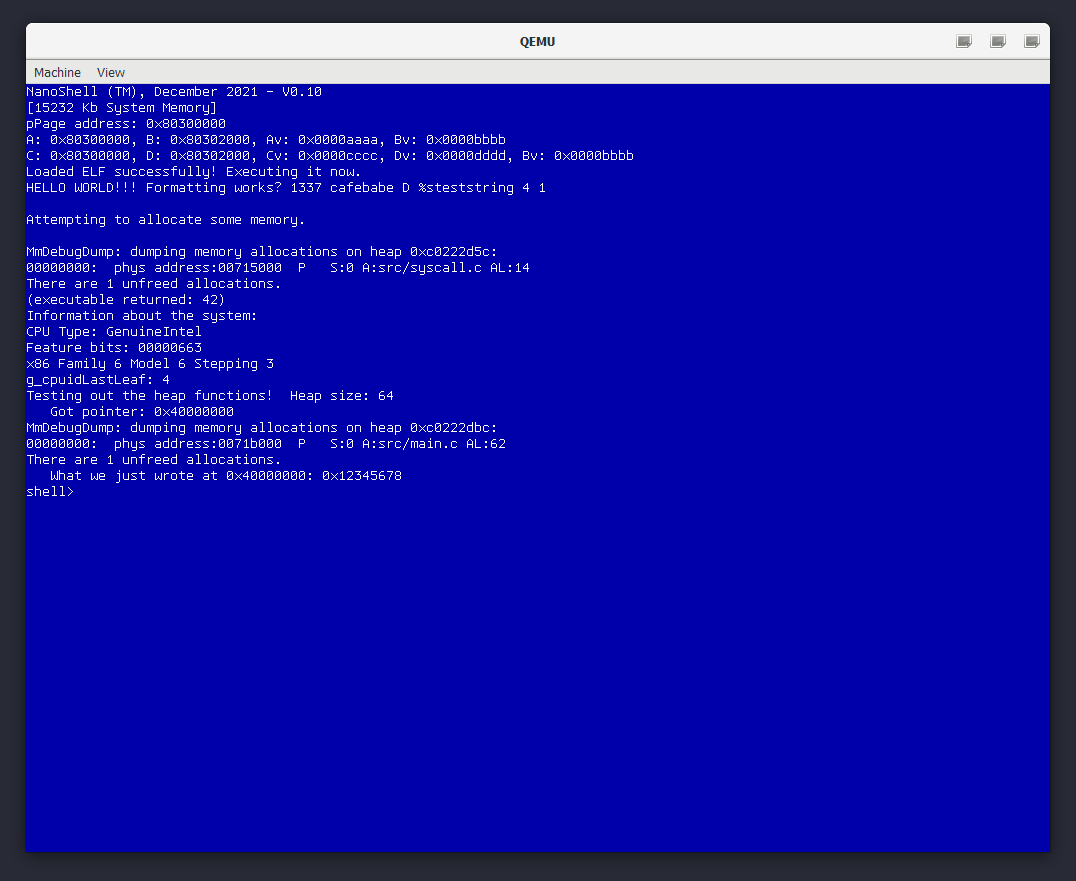 QEMU
Machine View
NanoShell (TM), December 2021 - V0.10
[15232 Kb System Memory]
pPage address: 0x80300000
A: 0x80300000, B: 0x80302000, Av: 0x0000aaaa, Bv: 0x0000bbbb
C: 0x80300000, D: 0x80302000, Cv: 0x0000cccc, Dv: 0x0000dddd, Bv: 0x0000bbbb
Loaded ELF successfully! Executing it now.
HELLO WORLD!!! Formatting works? 1337 cafebabe D %steststring 4 1
Attempting to allocate some memory.
MmDebugDump: dumping memory allocations on heap 0xc0222d5c:
00000000:  phys address:00715000  P   S:0 A:src/syscall.c AL:14
There are 1 unfreed allocations.
(executable returned: 42)
Information about the system:
CPU Type: GenuineIntel
Feature bits: 00000663
x86 Family 6 Model 6 Stepping 3
g_cpuidLastLeaf: 4
Testing out the heap functions!  Heap size: 64
   Got pointer: 0x40000000
MmDebugDump: dumping memory allocations on heap 0xc0222dbc:
00000000:  phys address:0071b000  P   S:0 A:src/main.c AL:62
There are 1 unfreed allocations.
   What we just wrote at 0x40000000: 0x12345678
shell>